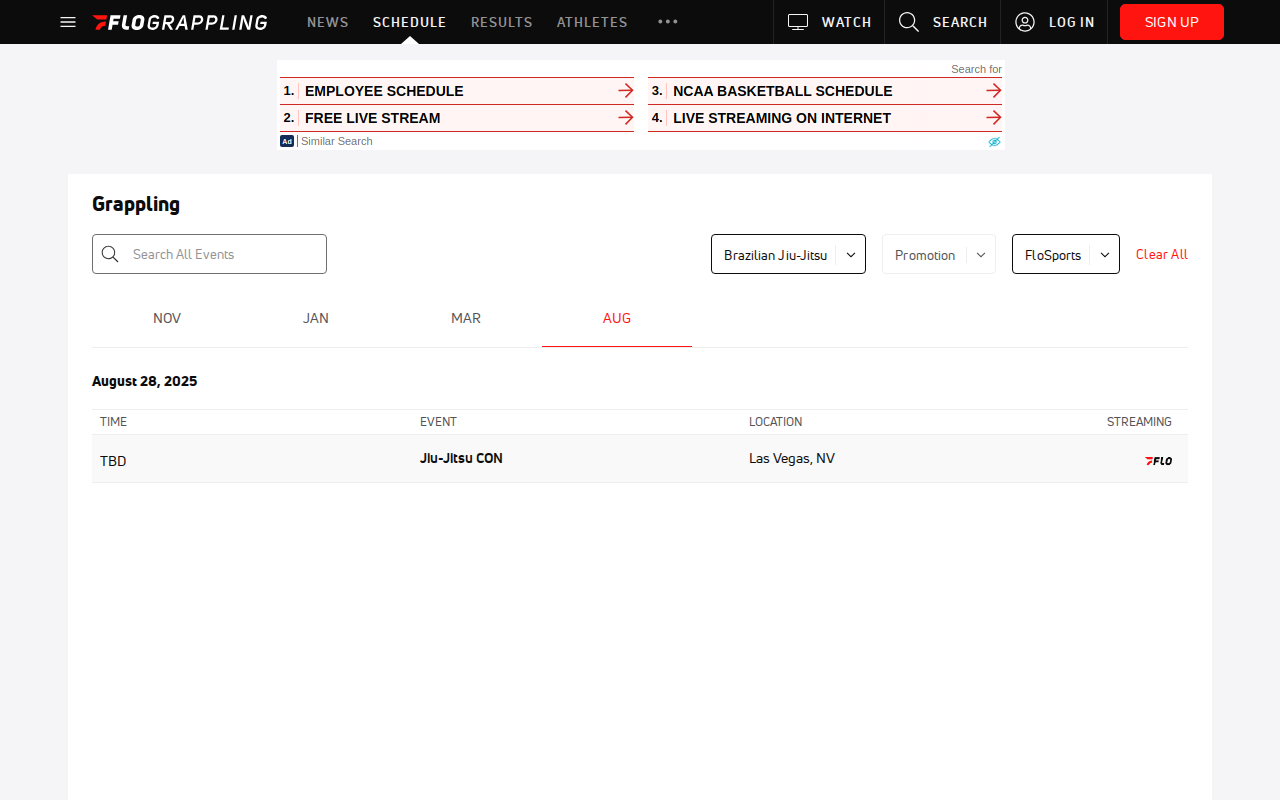 FLOGRAPPLING NEWS SCHEDULE RESULTS ATHLETES ••• WATCH SEARCH LOG IN SIGN UP
Search for
1. EMPLOYEE SCHEDULE
2. FREE LIVE STREAM
3. NCAA BASKETBALL SCHEDULE
4. LIVE STREAMING ON INTERNET
Ad | Similar Search
Grappling
Search All Events Brazilian Jiu-Jitsu Promotion FloSports Clear All
NOV JAN MAR AUG
August 28, 2025
TIME EVENT LOCATION STREAMING
TBD Jiu-Jitsu CON Las Vegas, NV FLO